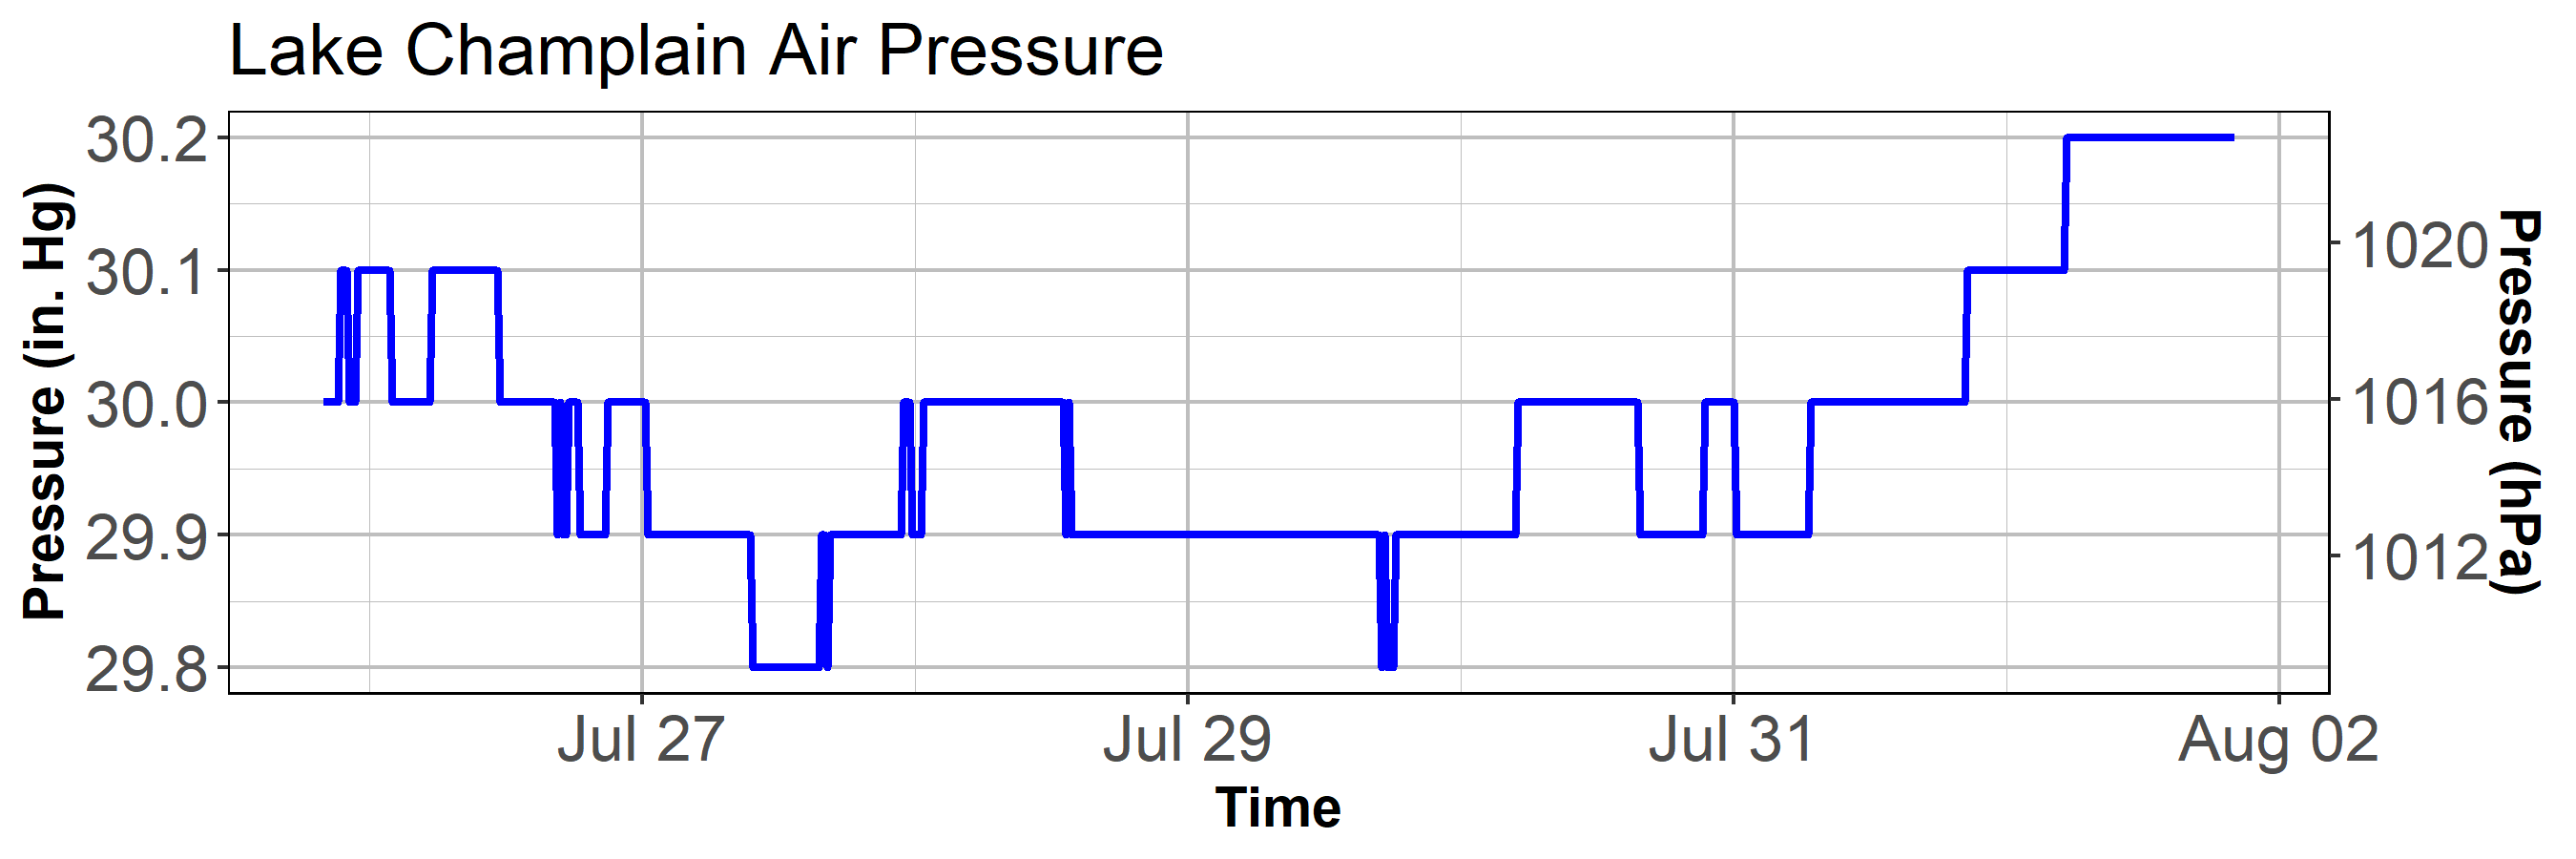 Lake Champlain Air Pressure
Pressure (in. Hg)
30.2
30.1
30.0
29.9
29.8
1020
1016
1012
Pressure (hPa)
Jul 27
Jul 29
Jul 31
Aug 02
Time